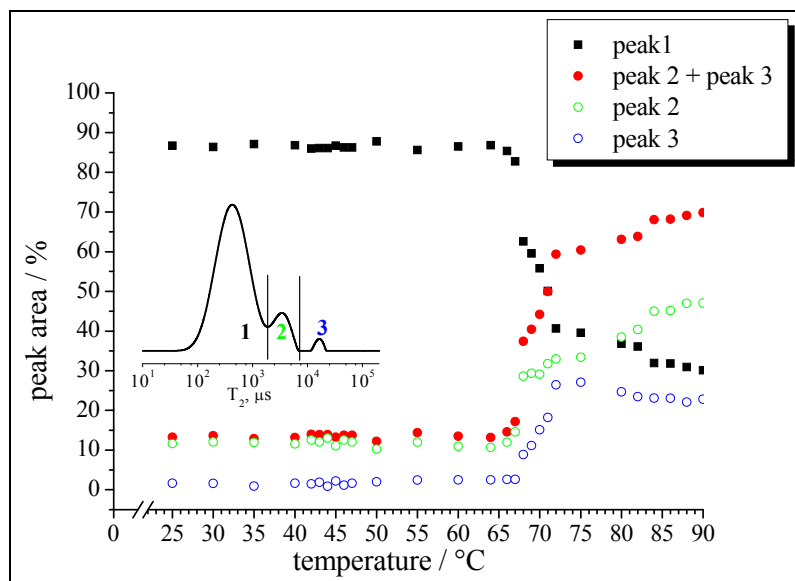 peak1
peak 2 + peak 3
peak 2
peak 3
100
90
80
70
60
50
40
30
20
10
0
peak area / %
1 2 3
10¹ 10² 10³ 10⁴ 10⁵
T₂, µs
0 25 30 35 40 45 50 55 60 65 70 75 80 85 90
temperature / °C